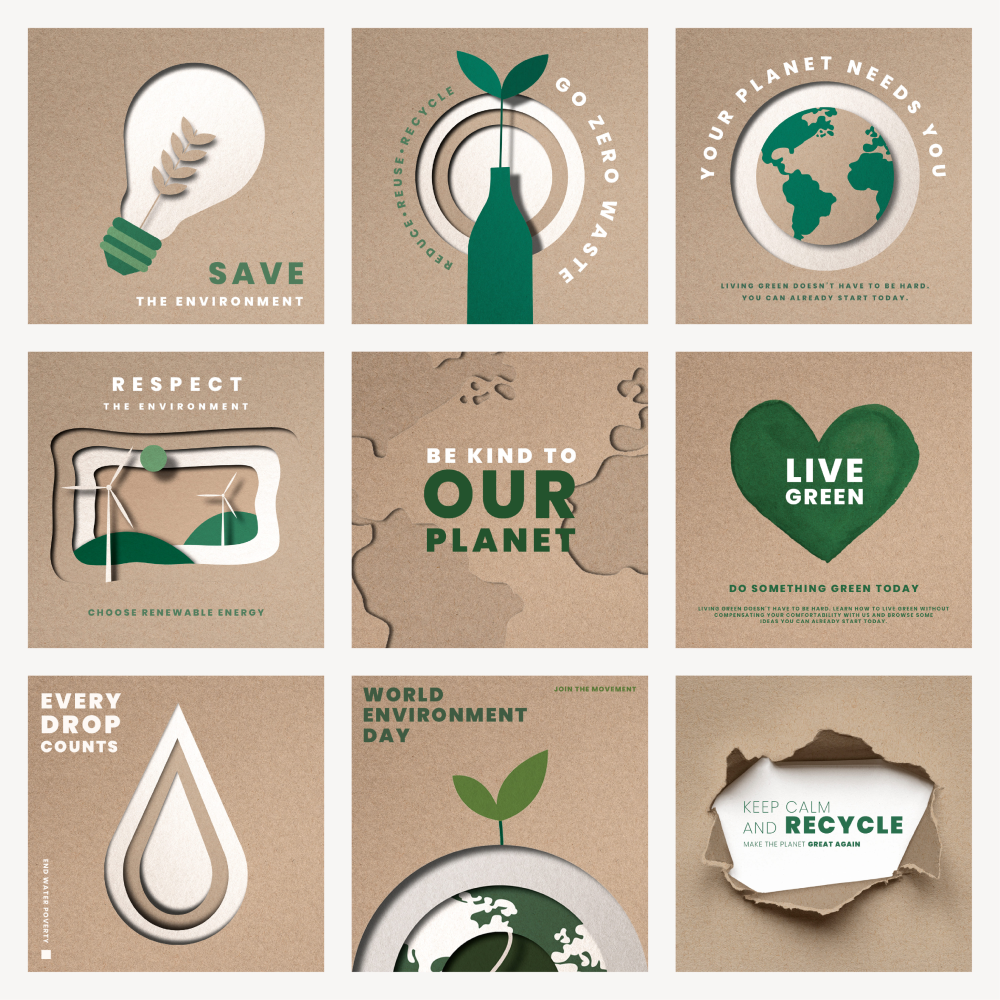 SAVE
THE ENVIRONMENT
REDUCE•REUSE•RECYCLE
GO ZERO WASTE
YOUR PLANET NEEDS YOU
LIVING GREEN DOESN'T HAVE TO BE HARD.
YOU CAN ALREADY START TODAY.
RESPECT
THE ENVIRONMENT
CHOOSE RENEWABLE ENERGY
BE KIND TO
OUR
PLANET
LIVE
GREEN
DO SOMETHING GREEN TODAY
LIVING GREEN DOESN'T HAVE TO BE HARD. LEARN HOW TO LIVE GREEN WITHOUT
COMPENSATING YOUR COMFORTABILITY WITH US AND BROWSE SOME
IDEAS YOU CAN ALREADY START TODAY.
EVERY
DROP
COUNTS
END WATER POVERTY
WORLD
ENVIRONMENT
DAY
JOIN THE MOVEMENT
KEEP CALM
AND RECYCLE
MAKE THE PLANET GREAT AGAIN